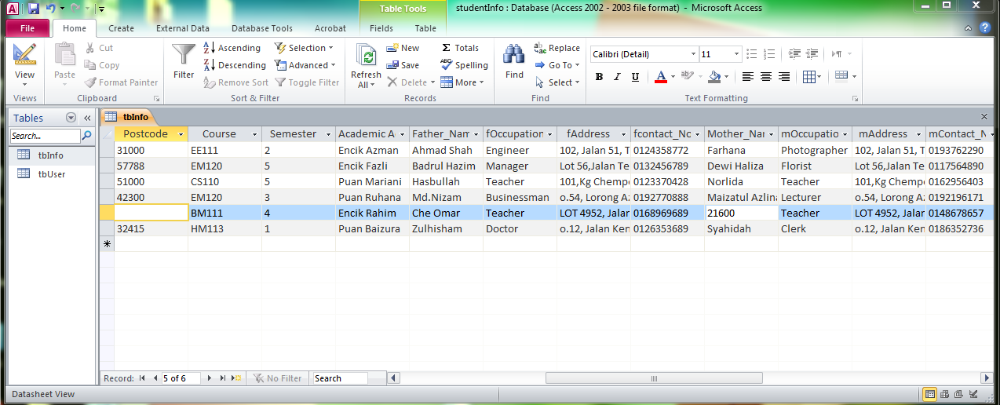 Table Tools studentInfo : Database (Access 2002 - 2003 file format) - Microsoft Access
File Home Create External Data Database Tools Acrobat Fields Table
View
Views
Paste
Cut
Copy
Format Painter
Clipboard
Filter
Ascending
Descending
Remove Sort
Selection
Advanced
Toggle Filter
Sort & Filter
Refresh
All
New
Save
Delete
Totals
Spelling
More
Records
Find
Replace
Go To
Select
Find
Calibri (Detail) 11
B I U A
Text Formatting
Tables
Search...
tbInfo
tbUser
tbInfo
Postcode Course Semester Academic A Father_Nam fOccupation fAddress fcontact_No Mother_Nam mOccupatio mAddress mContact_N
31000 EE111 2 Encik Azman Ahmad Shah Engineer 102, Jalan 51, T 0124358772 Farhana Photographer 102, Jalan 51, T 0193762290
57788 EM120 5 Encik Fazli Badrul Hazim Manager Lot 56,Jalan Te 0132456789 Dewi Haliza Florist Lot 56,Jalan Te 0117564890
51000 CS110 5 Puan Mariani Hasbullah Teacher 101,Kg Chempe 0123370428 Norlida Teacher 101,Kg Chempe 0162956403
42300 EM120 3 Puan Ruhana Md.Nizam Businessman o.54, Lorong Az 0192770888 Maizatul Azlina Lecturer o.54, Lorong Az 0192196171
BM111 4 Encik Rahim Che Omar Teacher LOT 4952, Jalan 0168969689 21600 Teacher LOT 4952, Jalan 0148678657
32415 HM113 1 Puan Baizura Zulhisham Doctor o.12, Jalan Ken 0126353689 Syahidah Clerk o.12, Jalan Ken 0186352736
Record: 5 of 6 No Filter Search
Datasheet View